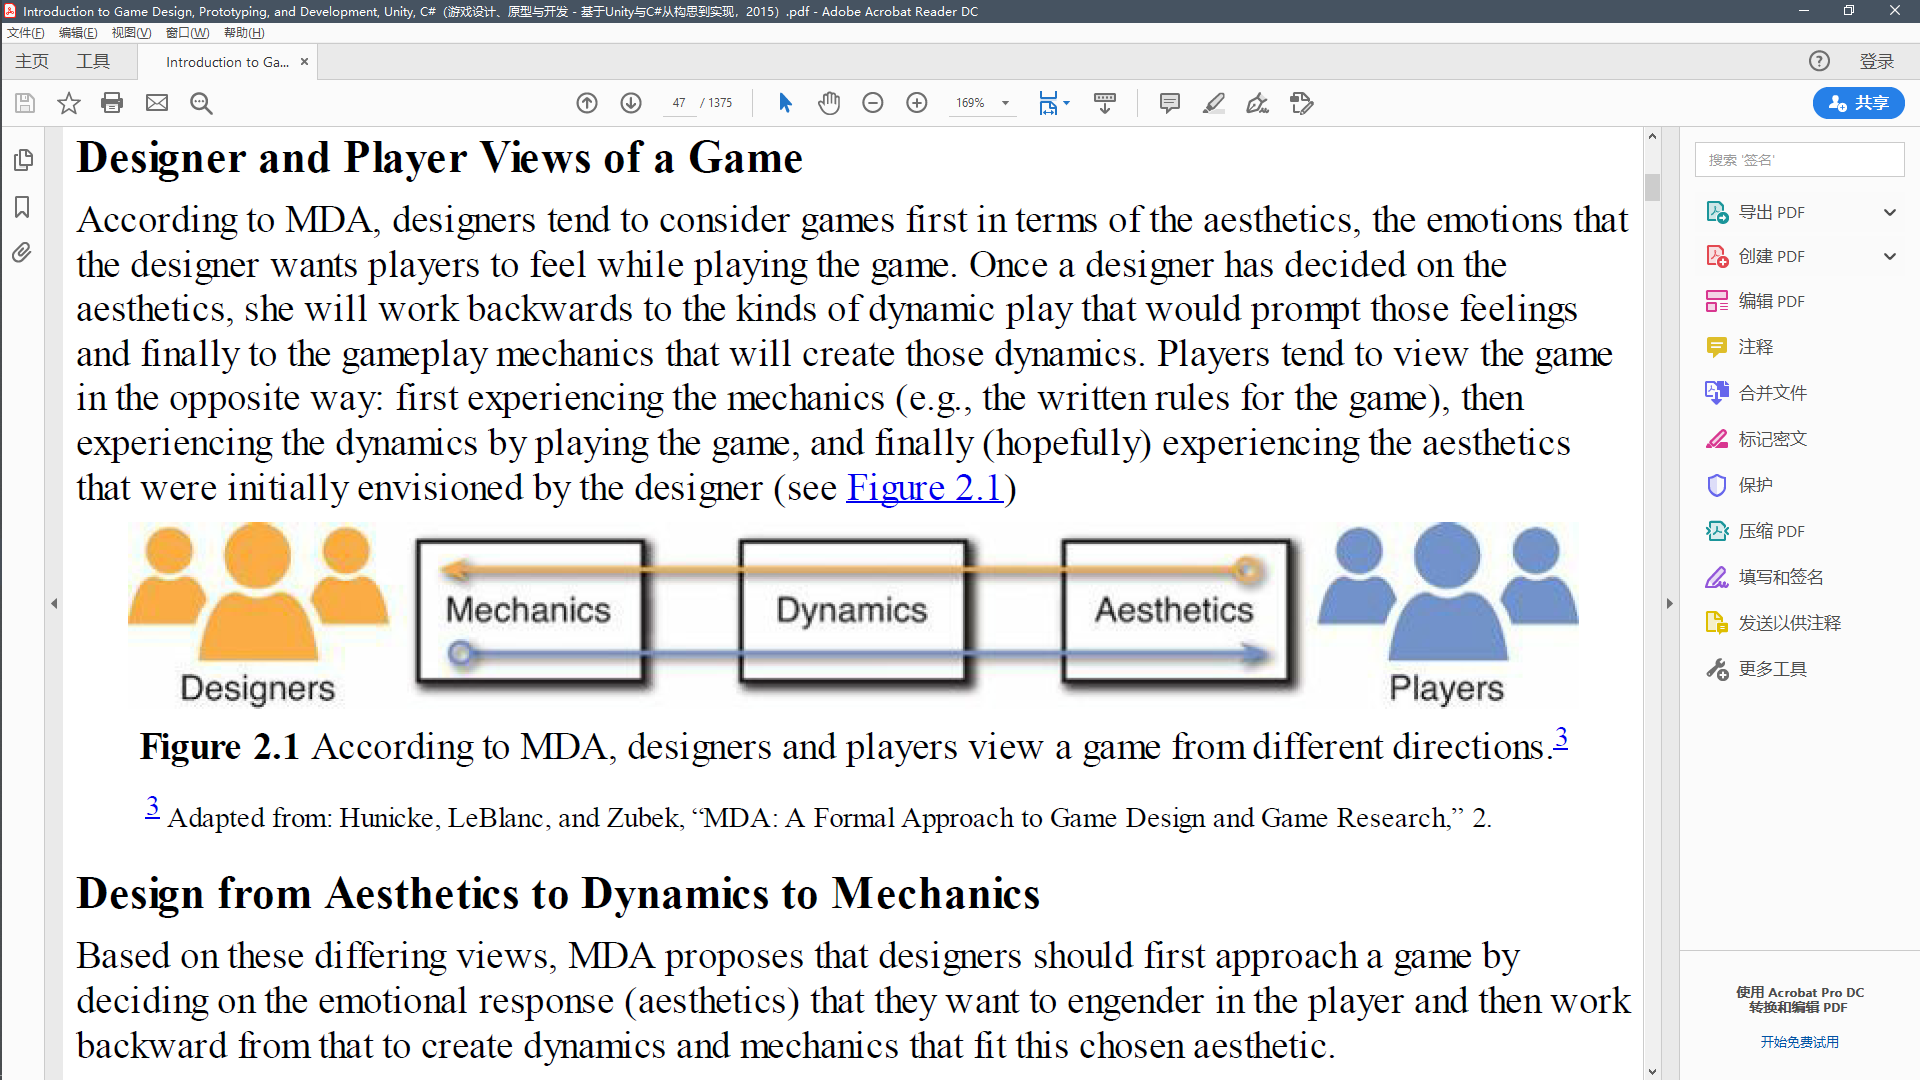 Introduction to Game Design, Prototyping, and Development, Unity, C#（游戏设计、原型与开发 - 基于Unity与C#从构思到实现，2015）.pdf - Adobe Acrobat Reader DC
文件(F) 编辑(E) 视图(V) 窗口(W) 帮助(H)
主页 工具 Introduction to Ga... × ? 登录
47 / 1375 169% 共享
Designer and Player Views of a Game
According to MDA, designers tend to consider games first in terms of the aesthetics, the emotions that
the designer wants players to feel while playing the game. Once a designer has decided on the
aesthetics, she will work backwards to the kinds of dynamic play that would prompt those feelings
and finally to the gameplay mechanics that will create those dynamics. Players tend to view the game
in the opposite way: first experiencing the mechanics (e.g., the written rules for the game), then
experiencing the dynamics by playing the game, and finally (hopefully) experiencing the aesthetics
that were initially envisioned by the designer (see Figure 2.1)
Mechanics Dynamics Aesthetics
Designers Players
Figure 2.1 According to MDA, designers and players view a game from different directions.3
3 Adapted from: Hunicke, LeBlanc, and Zubek, “MDA: A Formal Approach to Game Design and Game Research,” 2.
Design from Aesthetics to Dynamics to Mechanics
Based on these differing views, MDA proposes that designers should first approach a game by
deciding on the emotional response (aesthetics) that they want to engender in the player and then work
backward from that to create dynamics and mechanics that fit this chosen aesthetic.
搜索 '签名'
导出 PDF
创建 PDF
编辑 PDF
注释
合并文件
标记密文
保护
压缩 PDF
填写和签名
发送以供注释
更多工具
使用 Acrobat Pro DC
转换和编辑 PDF
开始免费试用